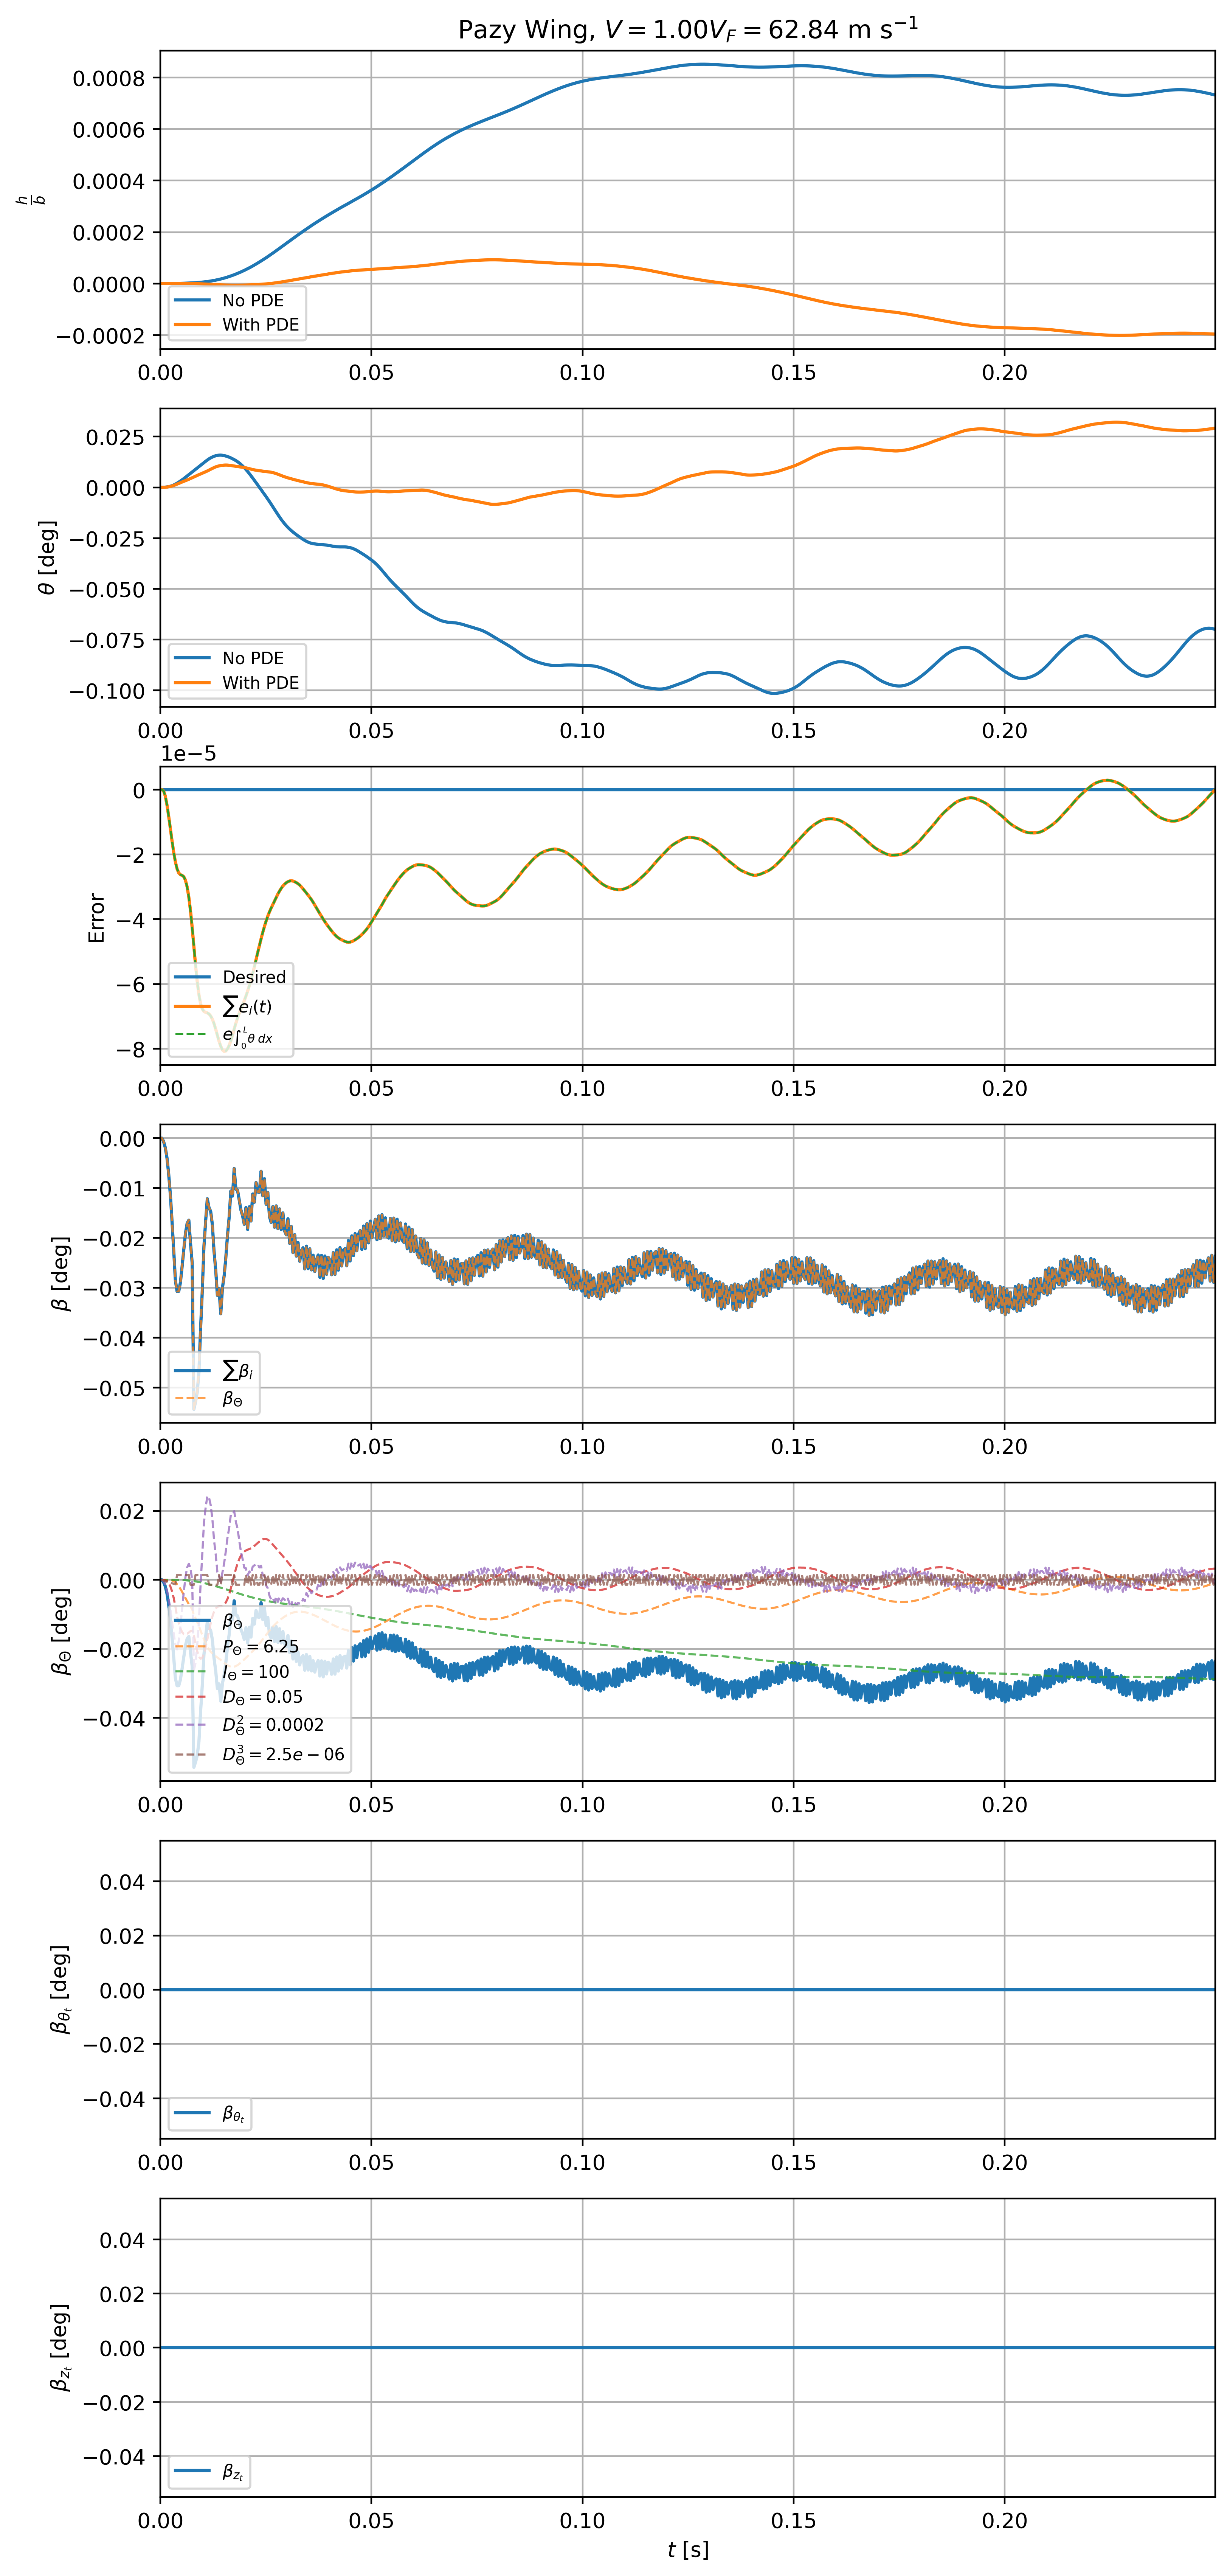 Pazy Wing, V = 1.00V_F = 62.84 m s⁻¹
0.0008
0.0006
0.0004
0.0002
0.0000
−0.0002
h/b
No PDE
With PDE
0.00 0.05 0.10 0.15 0.20
0.025
0.000
−0.025
−0.050
−0.075
−0.100
θ [deg]
No PDE
With PDE
0.00 0.05 0.10 0.15 0.20
1e−5
0
−2
−4
−6
−8
Error
Desired
∑e_i(t)
e_{∫_0^L θ dx}
0.00 0.05 0.10 0.15 0.20
0.00
−0.01
−0.02
−0.03
−0.04
−0.05
β [deg]
∑β_i
β_Θ
0.00 0.05 0.10 0.15 0.20
0.02
0.00
−0.02
−0.04
β_Θ [deg]
β_Θ
P_Θ = 6.25
I_Θ = 100
D_Θ = 0.05
D²_Θ = 0.0002
D³_Θ = 2.5e − 06
0.00 0.05 0.10 0.15 0.20
0.04
0.02
0.00
−0.02
−0.04
β_{θ_t} [deg]
β_{θ_t}
0.00 0.05 0.10 0.15 0.20
0.04
0.02
0.00
−0.02
−0.04
β_{z_t} [deg]
β_{z_t}
0.00 0.05 0.10 0.15 0.20
t [s]